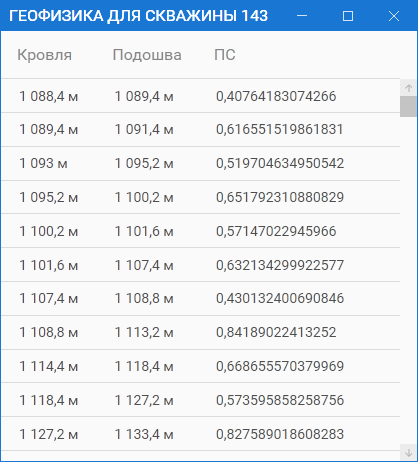 ГЕОФИЗИКА ДЛЯ СКВАЖИНЫ 143
Кровля Подошва ПС
1 088,4 м 1 089,4 м 0,40764183074266
1 089,4 м 1 091,4 м 0,616551519861831
1 093 м 1 095,2 м 0,519704634950542
1 095,2 м 1 100,2 м 0,651792310880829
1 100,2 м 1 101,6 м 0,57147022945966
1 101,6 м 1 107,4 м 0,632134299922577
1 107,4 м 1 108,8 м 0,430132400690846
1 108,8 м 1 113,2 м 0,84189022413252
1 114,4 м 1 118,4 м 0,668655570379969
1 118,4 м 1 127,2 м 0,573595858258756
1 127,2 м 1 133,4 м 0,827589018608283